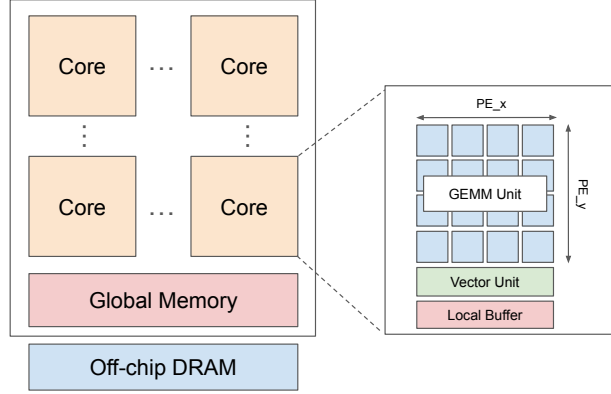 Core ... Core
Core ... Core
Global Memory
Off-chip DRAM
PE_x
PE_y
GEMM Unit
Vector Unit
Local Buffer